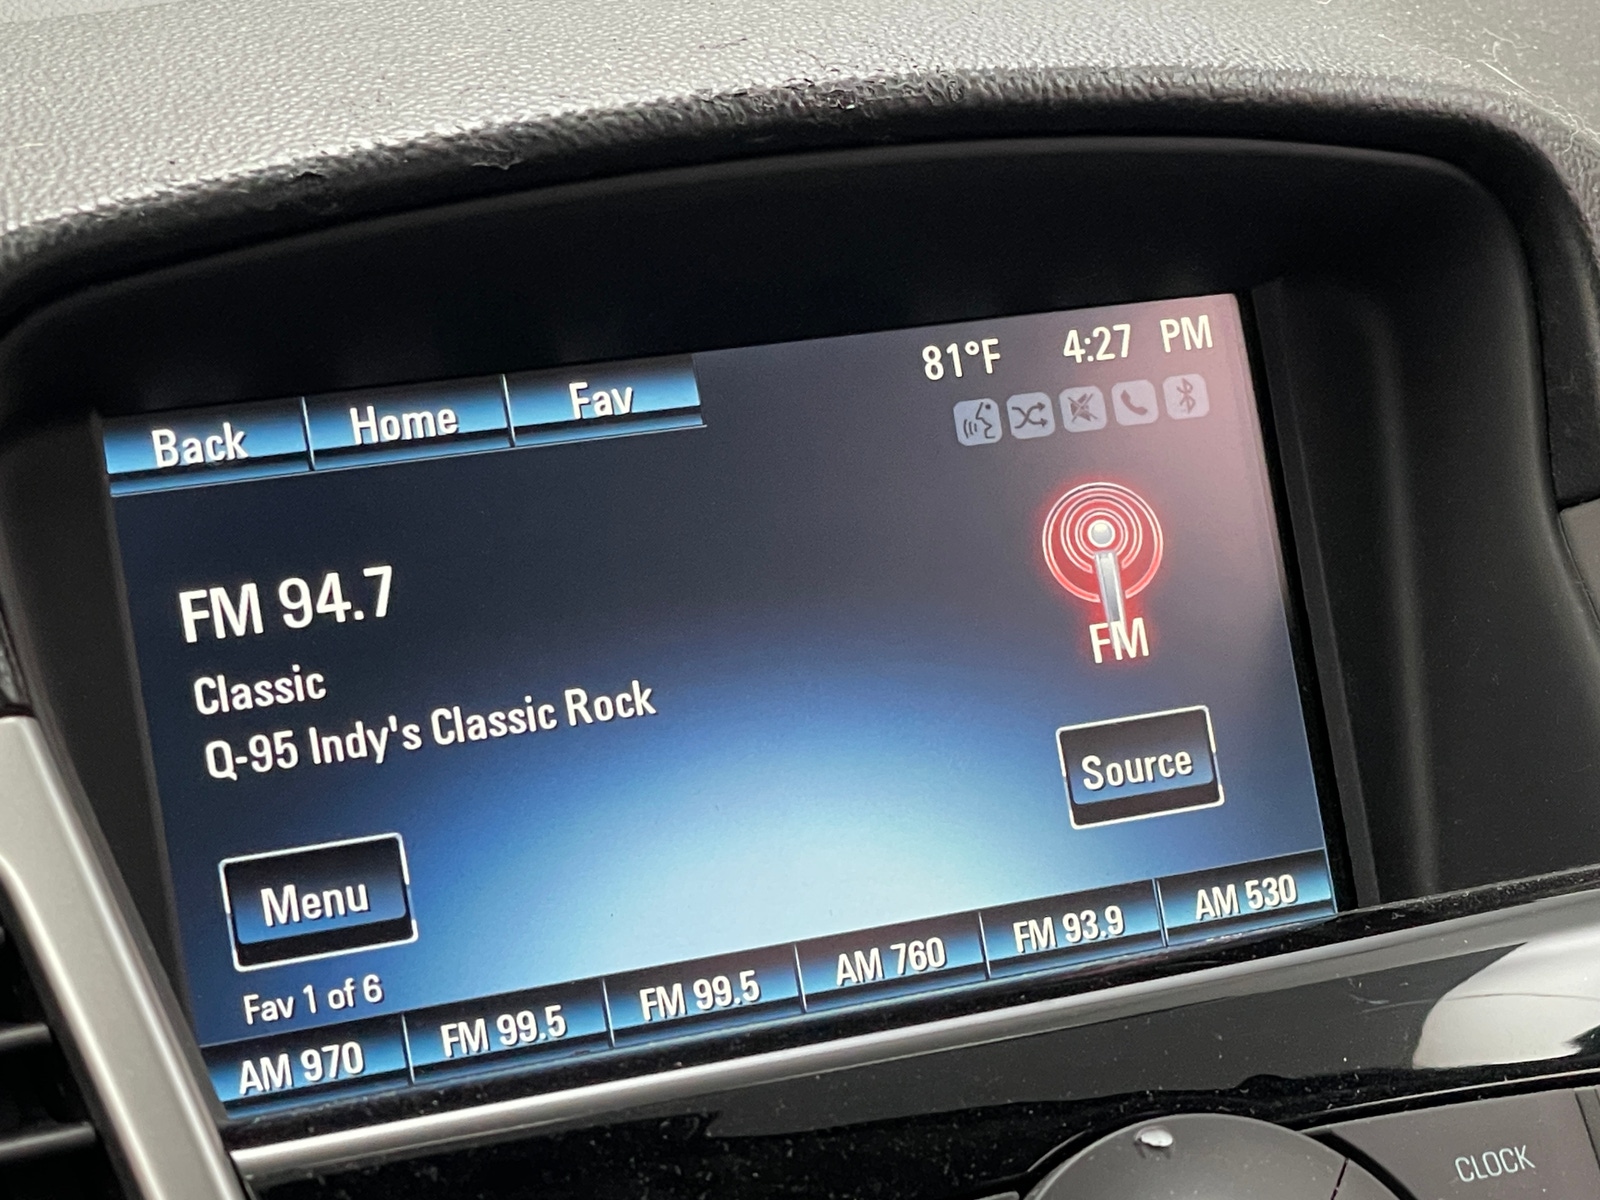 81°F 4:27 PM
Back Home Fav
FM 94.7
Classic
Q-95 Indy's Classic Rock
FM
Source
Menu
Fav 1 of 6
AM 970 FM 99.5 FM 99.5 AM 760 FM 93.9 AM 530
CLOCK